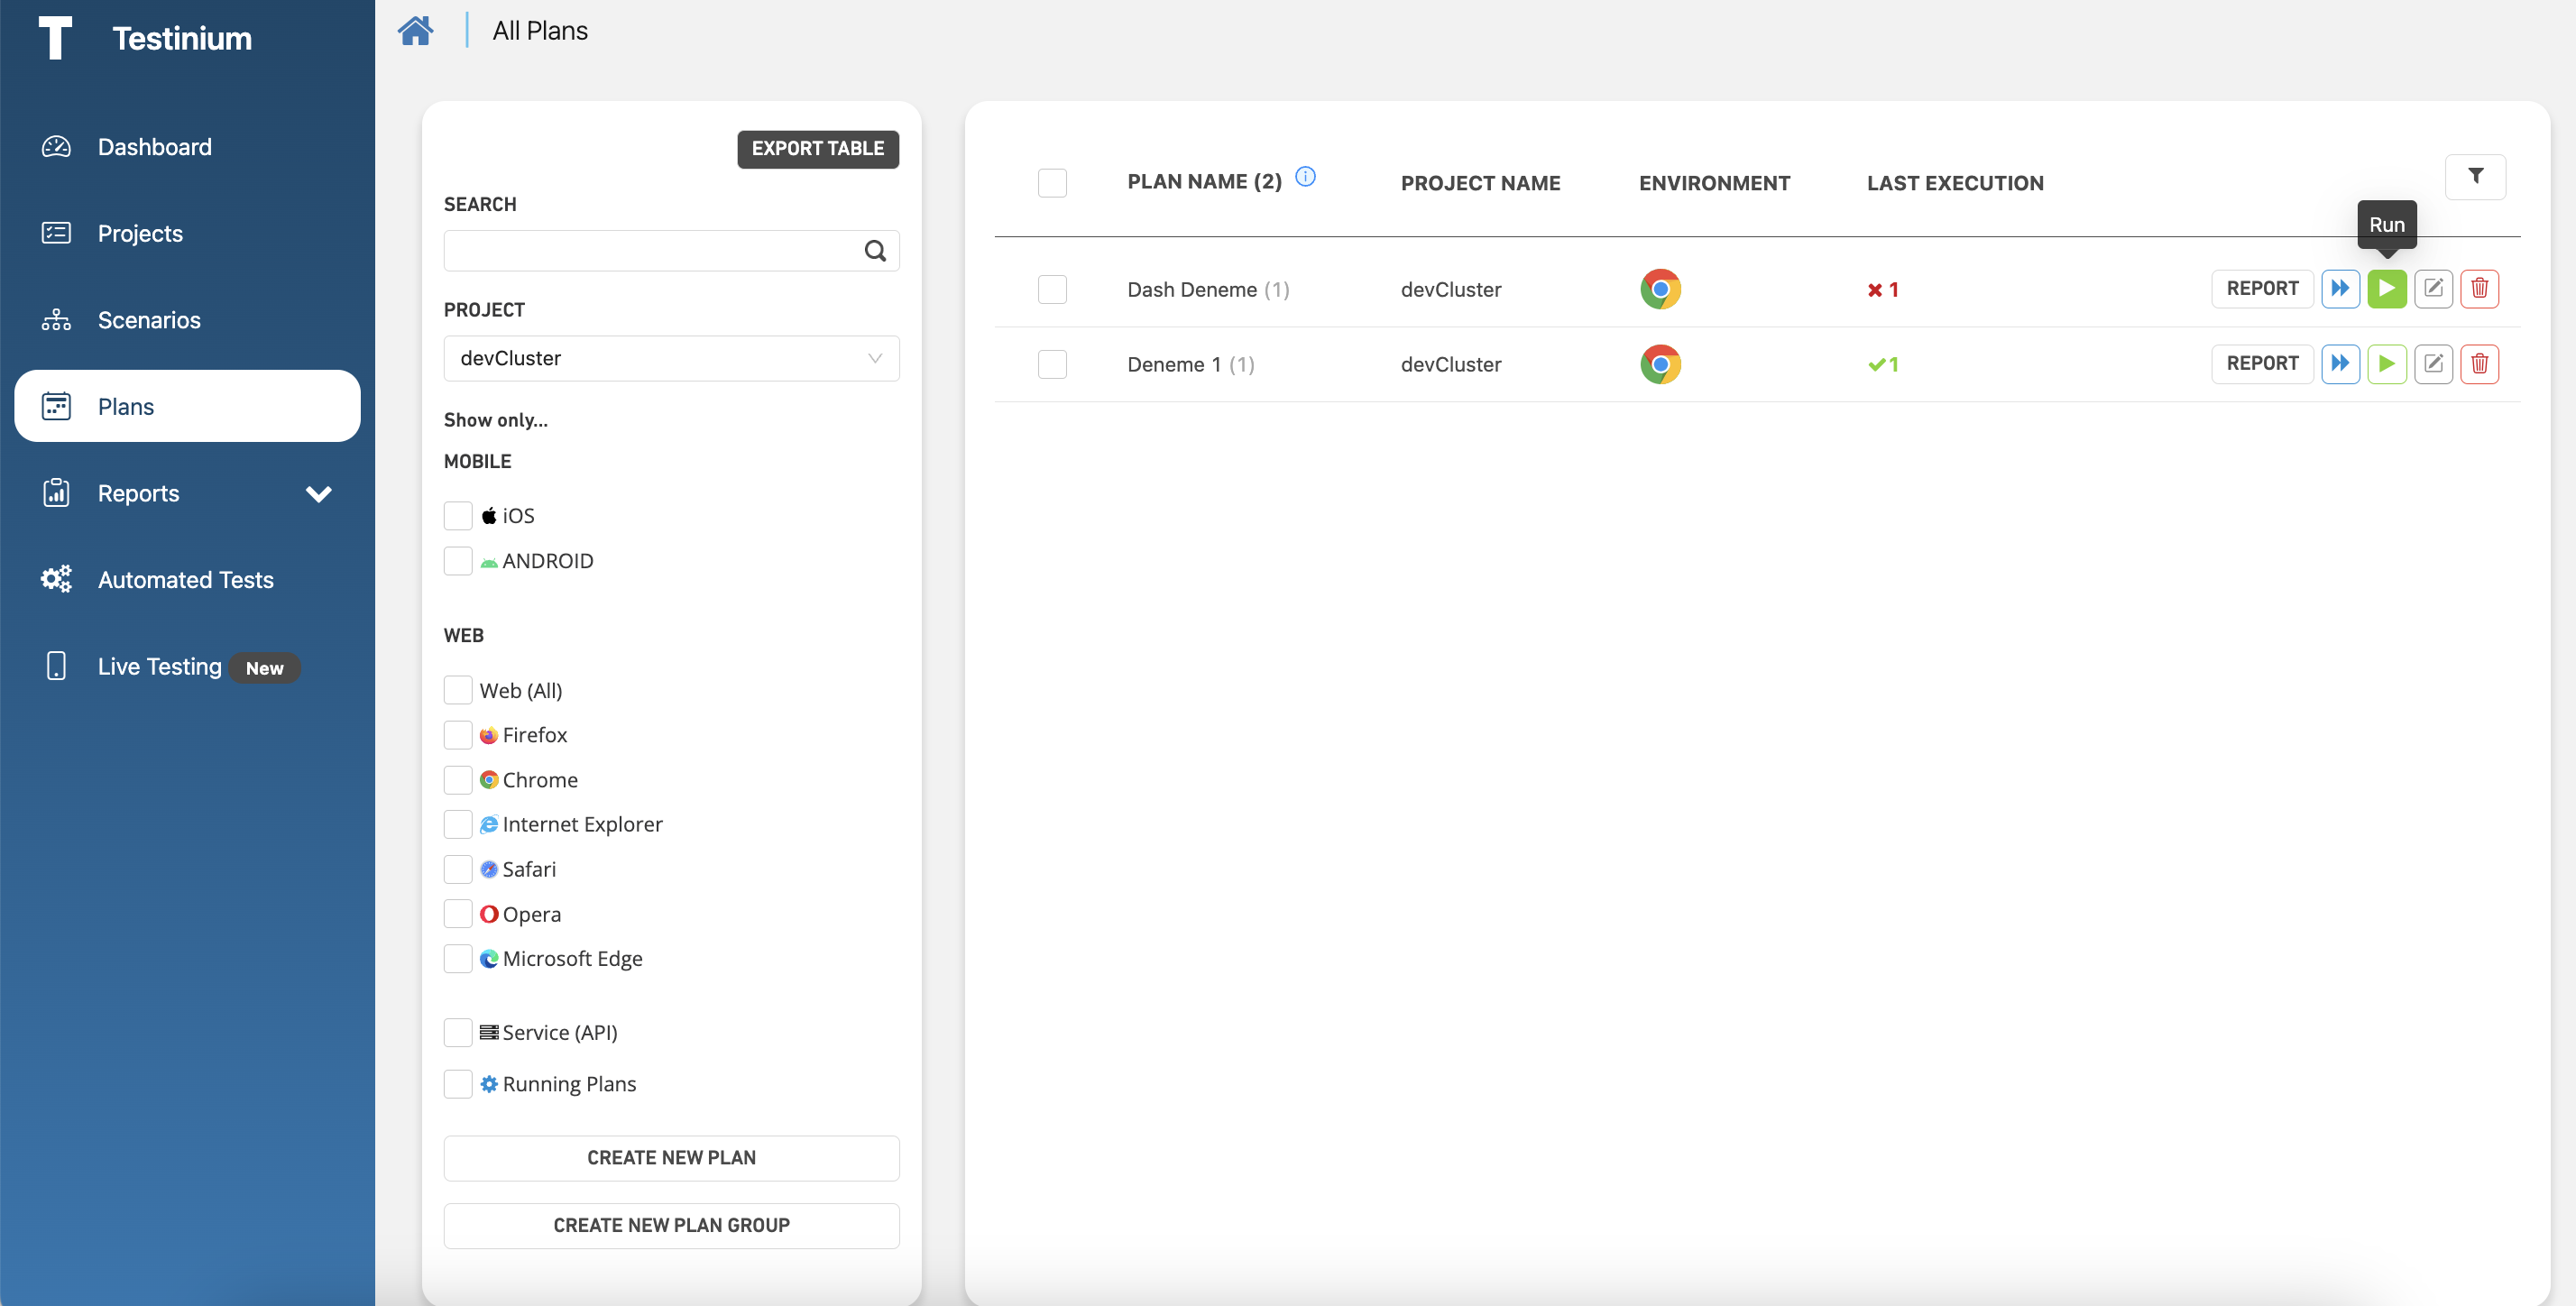 Testinium
All Plans
Dashboard
Projects
Scenarios
Plans
Reports
Automated Tests
Live Testing New
EXPORT TABLE
SEARCH
PROJECT
devCluster
Show only...
MOBILE
iOS
ANDROID
WEB
Web (All)
Firefox
Chrome
Internet Explorer
Safari
Opera
Microsoft Edge
Service (API)
Running Plans
CREATE NEW PLAN
CREATE NEW PLAN GROUP
PLAN NAME (2) PROJECT NAME ENVIRONMENT LAST EXECUTION
Run
Dash Deneme (1) devCluster 1 REPORT
Deneme 1 (1) devCluster 1 REPORT